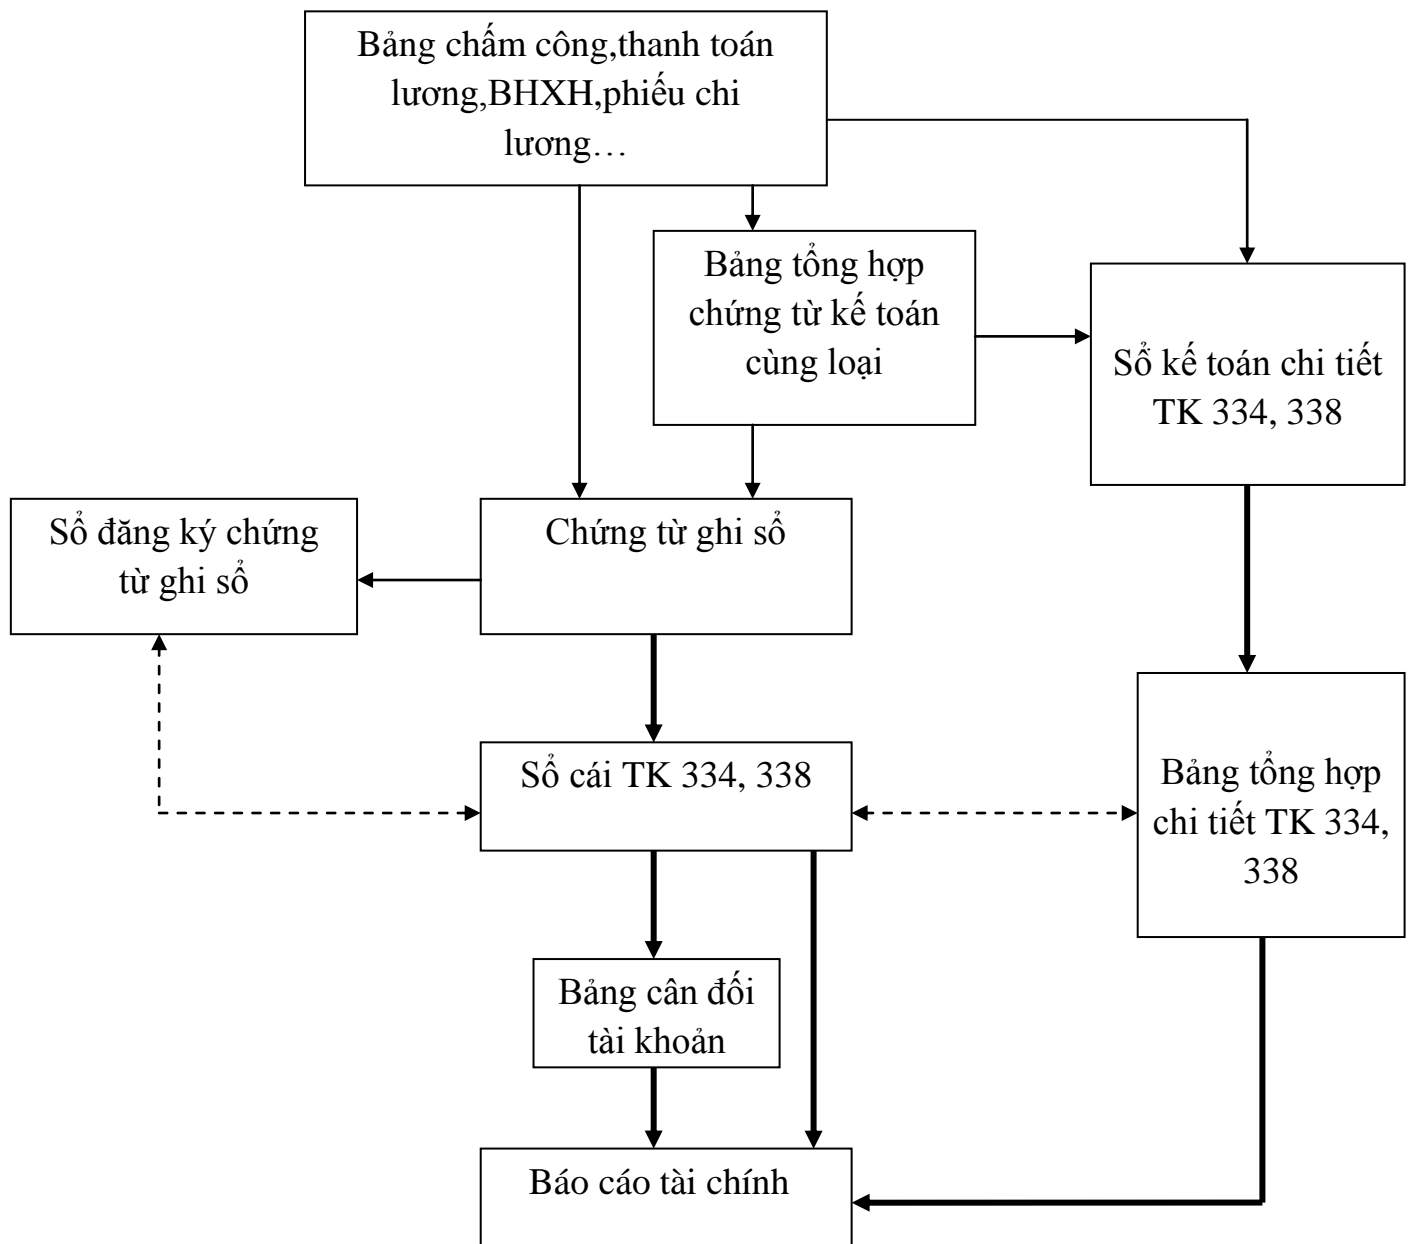 Bảng chấm công,thanh toán
lương,BHXH,phiếu chi
lương…
Bảng tổng hợp
chứng từ kế toán
cùng loại
Sổ kế toán chi tiết
TK 334, 338
Sổ đăng ký chứng
từ ghi sổ
Chứng từ ghi sổ
Sổ cái TK 334, 338
Bảng tổng hợp
chi tiết TK 334,
338
Bảng cân đối
tài khoản
Báo cáo tài chính